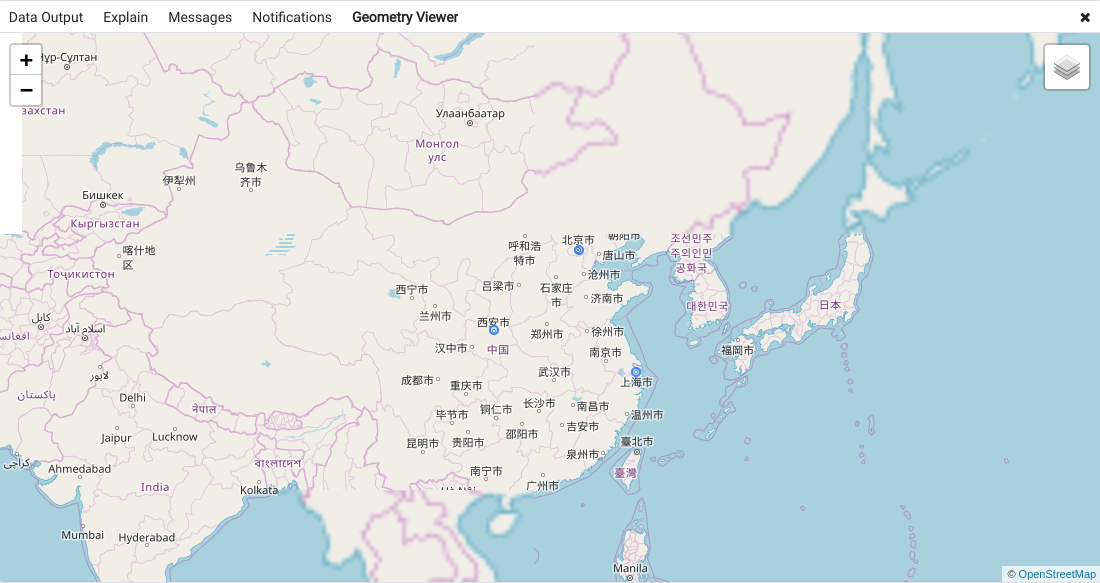 Data Output Explain Messages Notifications Geometry Viewer
+
−
ұр-Сұлтан
захстан
Улаанбаатар
Монгол
улс
乌鲁木
齐市
伊犁州
Бишкек
Кыргызстан
喀什地
区
Тоҷикистон
کابل
اسلام آباد
لاہور
پاکستان
Delhi
नेपाल
Jaipur
Lucknow
کراچی
Ahmedabad
বাংলাদেশ
India
Kolkata
Mumbai
Hyderabad
呼和浩
特市
北京市
朝阳市
唐山市
沧州市
吕梁市
石家庄
市
济南市
西宁市
兰州市
西安市
郑州市
徐州市
汉中市
中国
南京市
成都市
重庆市
武汉市
上海市
毕节市
铜仁市
长沙市
南昌市
温州市
昆明市
贵阳市
邵阳市
吉安市
泉州市
臺北市
臺灣
南宁市
广州市
조선민주
주의인민
공화국
대한민국
日本
福岡市
Manila
© OpenStreetMap